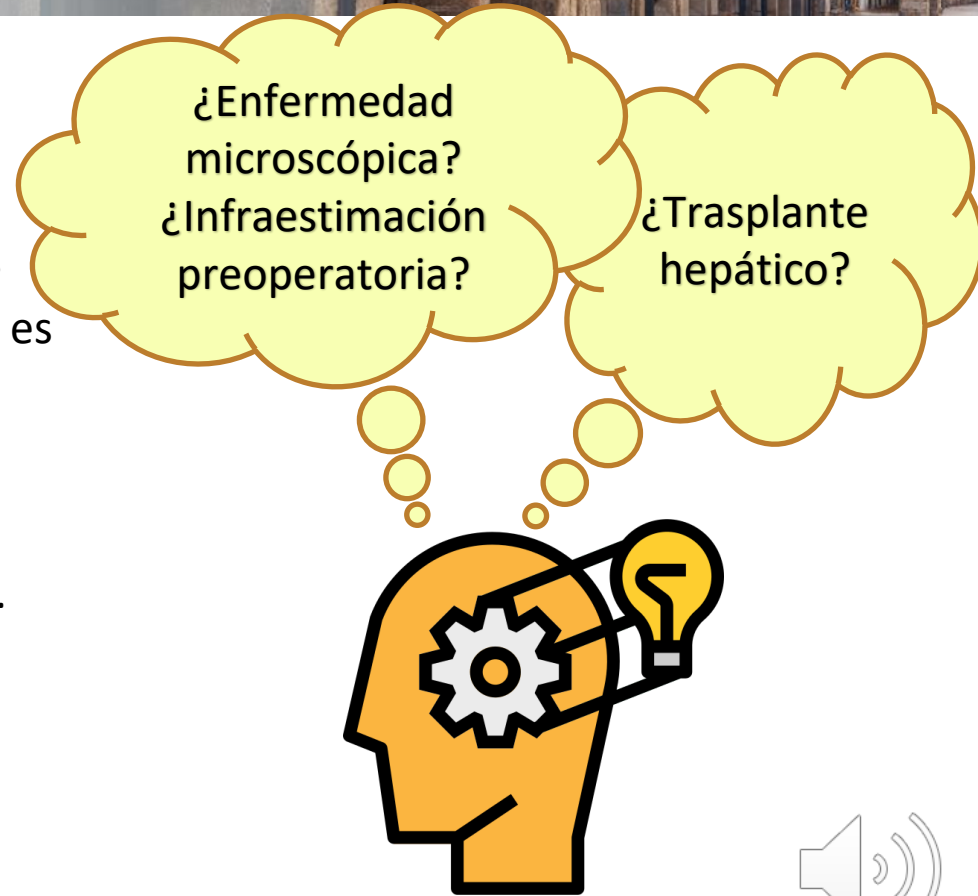 ¿Enfermedad
microscópica?
¿Infraestimación
preoperatoria?
¿Trasplante
hepático?
es
.